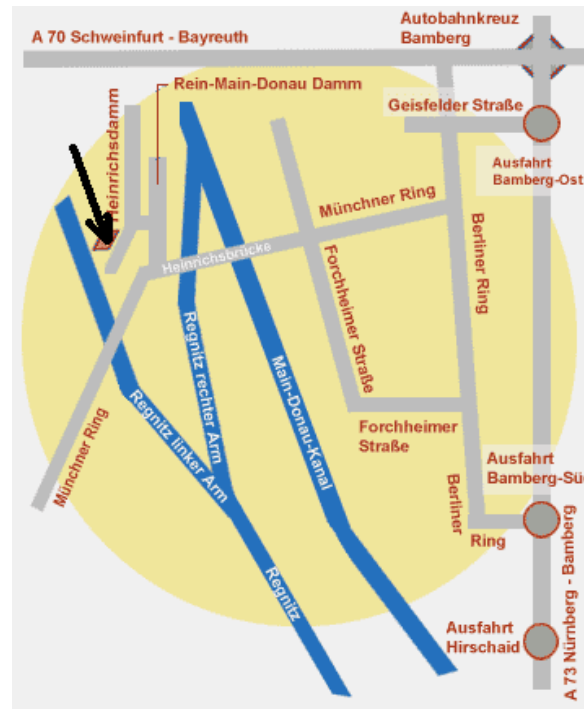 Autobahnkreuz
Bamberg
A 70 Schweinfurt - Bayreuth
Rein-Main-Donau Damm
Heinrichsdamm
Geisfelder Straße
Ausfahrt
Bamberg-Ost
Münchner Ring
Heinrichsbrücke
Berliner Ring
Forchheimer Straße
Regnitz rechter Arm
Main-Donau-Kanal
Münchner Ring
Regnitz linker Arm
Forchheimer
Straße
Ausfahrt
Bamberg-Sü
Berliner
Ring
Regnitz
Ausfahrt
Hirschaid
A 73 Nürnberg - Bamberg